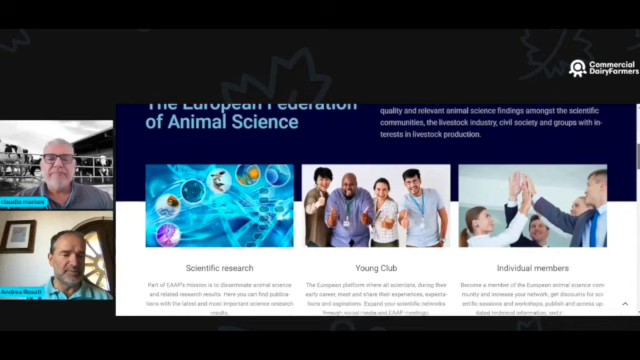 Commercial
DairyFarmers
The European Federation
of Animal Science
quality and relevant animal science findings amongst the scientific
communities, the livestock industry, civil society and groups with in-
terests in livestock production.
Scientific research
Part of EAAP's mission is to disseminate animal science
and related research results. Here you can find publica-
tions with the latest and most important science research
results.
Young Club
The European platform where all scientists, during their
early career, meet and share their experiences, expecta-
tions and aspirations. Expand your scientific networks
through social media and EAAP meetings.
Individual members
Become a member of the European animal science com-
munity and increase your network, get discounts for sci-
entific sessions and workshops, publish and access up-
dated technical information, and
claudio
Andrea Rosati